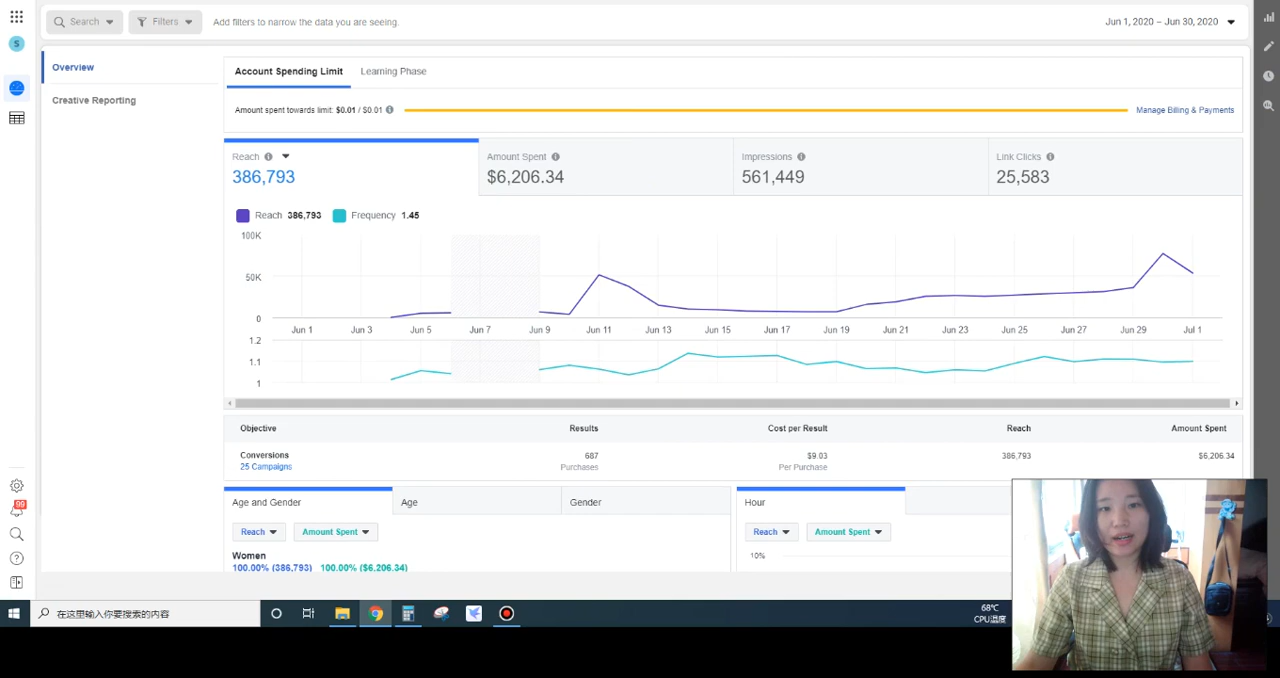 Search
Filters
Add filters to narrow the data you are seeing.
Jun 1, 2020 – Jun 30, 2020
S
Overview
Creative Reporting
Account Spending Limit
Learning Phase
Amount spent towards limit: $0.01 / $0.01
Manage Billing & Payments
Reach
386,793
Amount Spent
$6,206.34
Impressions
561,449
Link Clicks
25,583
Reach 386,793
Frequency 1.45
100K
50K
0
Jun 1 Jun 3 Jun 5 Jun 7 Jun 9 Jun 11 Jun 13 Jun 15 Jun 17 Jun 19 Jun 21 Jun 23 Jun 25 Jun 27 Jun 29 Jul 1
1.2
1.1
1
Objective Results Cost per Result Reach Amount Spent
Conversions 687 $9.03 386,793 $6,206.34
25 Campaigns Purchases Per Purchase
Age and Gender
Age
Gender
Hour
Reach
Amount Spent
Reach
Amount Spent
Women
100.00% (386,793) 100.00% ($6,206.34)
10%
99
在这里输入你要搜索的内容
68℃
CPU温度